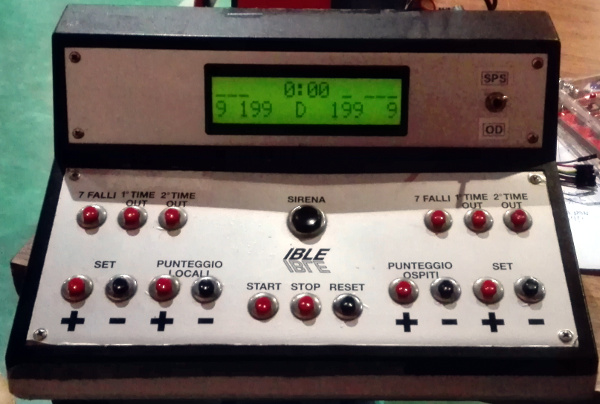 0:00
9 199 D 199 9
SPS
OD
7 FALLI 1° TIME OUT 2° TIME OUT
SIRENA
7 FALLI 1° TIME OUT 2° TIME OUT
IBLE
SET
PUNTEGGIO LOCALI
START STOP RESET
PUNTEGGIO OSPITI
SET
+ - + -
+ - + -